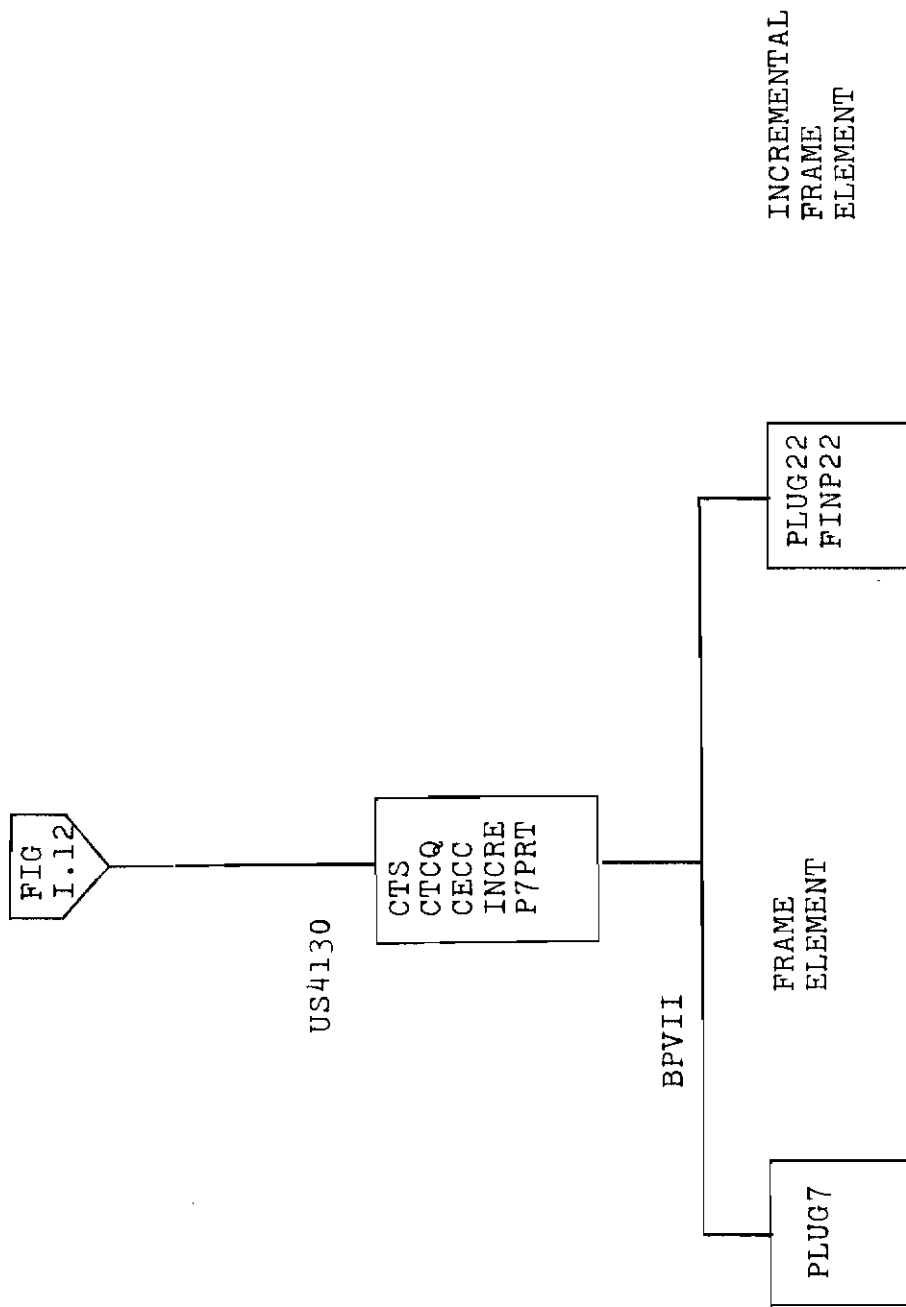 FIG
I.12
US4130
CTS
CTCQ
CECC
INCRE
P7PRT
BPVII
PLUG7
FRAME
ELEMENT
PLUG22
FINP22
INCREMENTAL
FRAME
ELEMENT